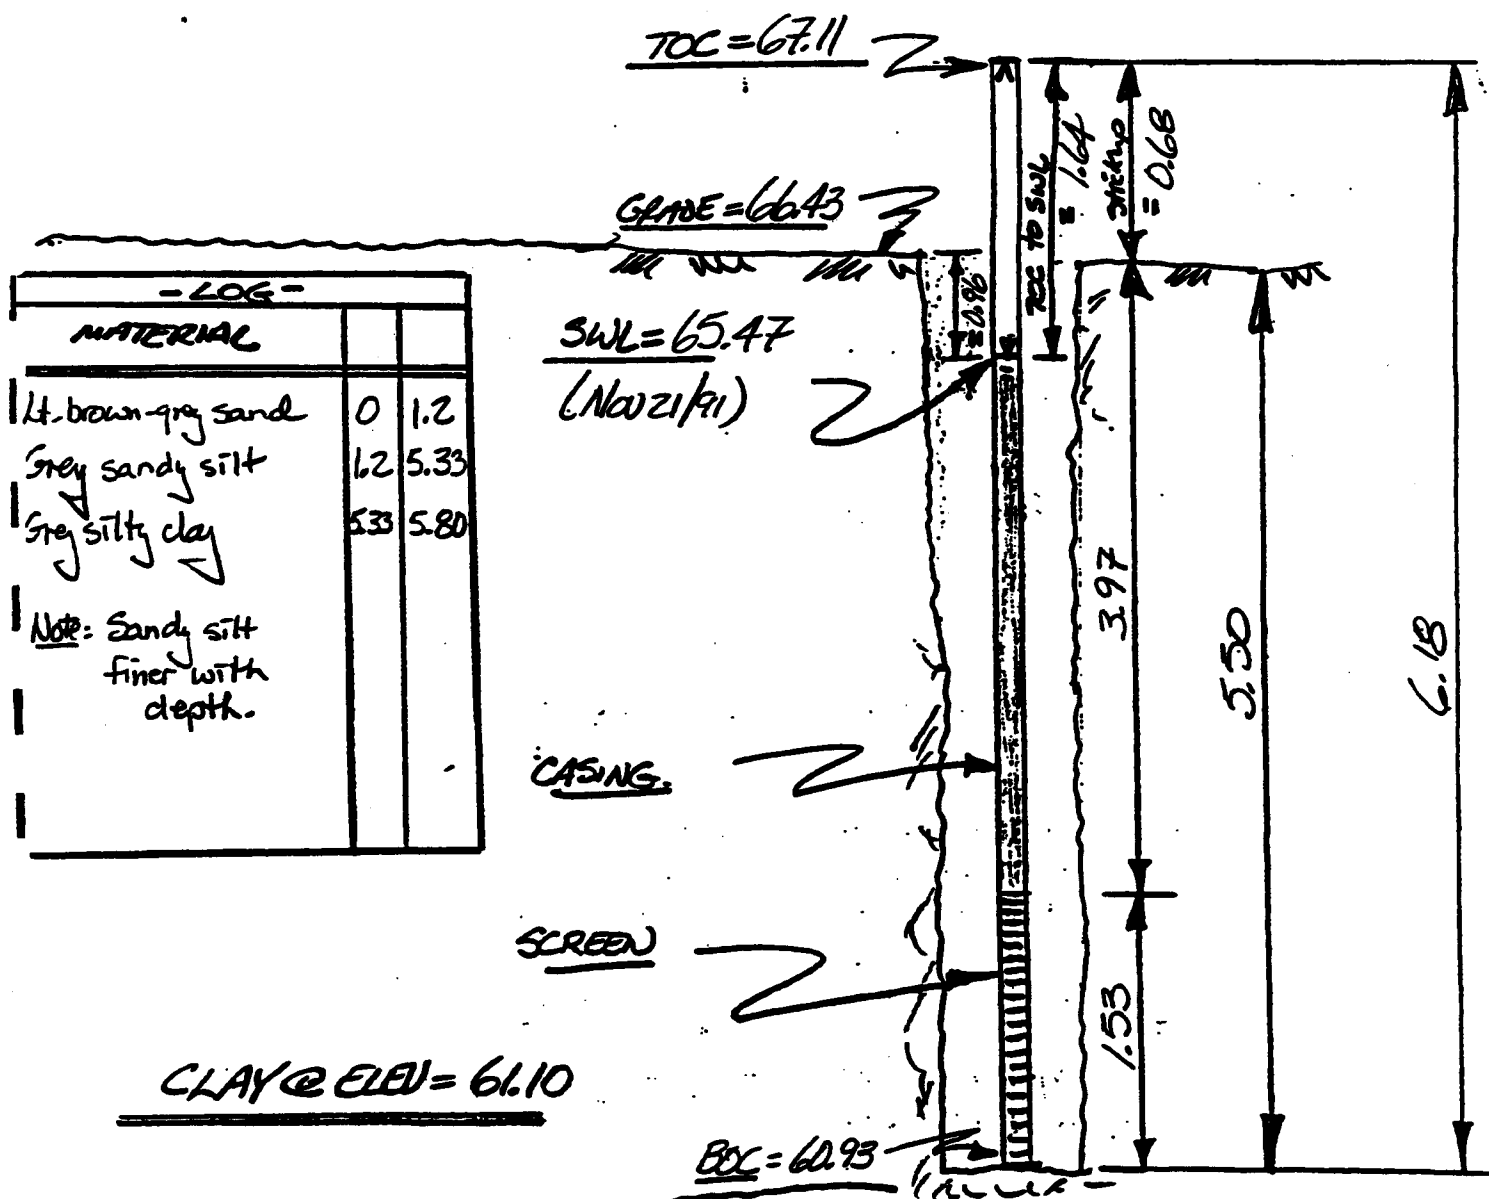 TOC = 67.11
TOC TO SWL = 1.64
Stickup = 0.68
GRADE = 66.43
= 0.96
- LOG -
MATERIAL
Lt. brown-grey sand 0 1.2
Grey sandy silt 1.2 5.33
Grey silty clay 5.33 5.80
Note: Sandy silt
finer with
depth.
SWL = 65.47
(Nov 21/91)
3.97
5.50
6.18
CASING.
SCREEN
1.53
CLAY @ ELEV = 61.10
BOC = 60.93